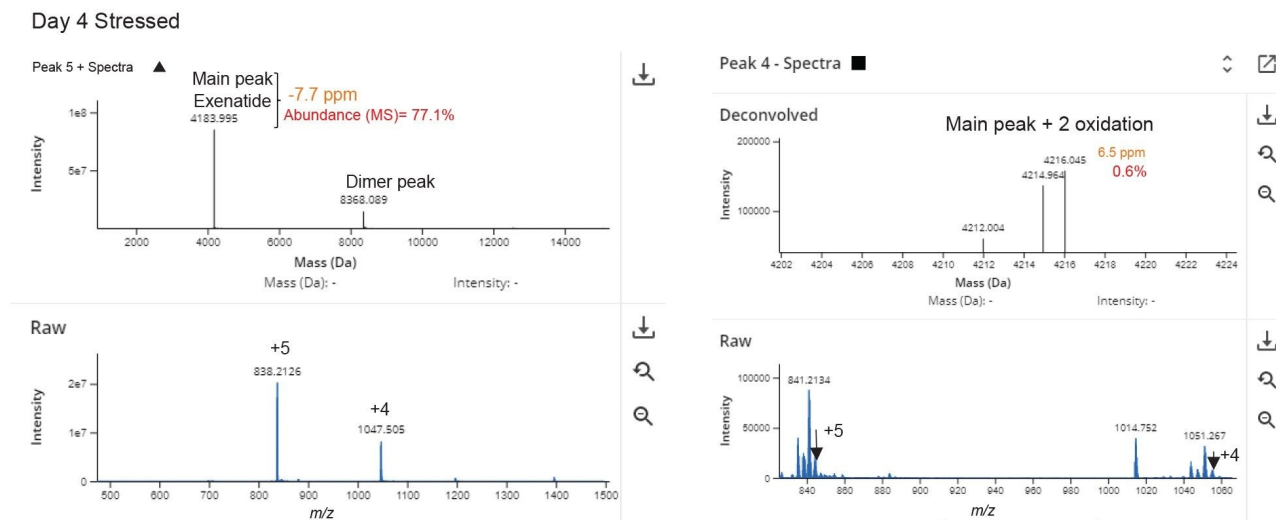 Day 4 Stressed
Peak 5 + Spectra ▲
Main peak
Exenatide
-7.7 ppm
Abundance (MS)= 77.1%
4183.995
Dimer peak
8368.089
1e8
5e7
Intensity
2000 4000 6000 8000 10000 12000 14000
Mass (Da)
Mass (Da): - Intensity: -
Raw
+5
838.2126
+4
1047.505
2e7
1e7
0
Intensity
500 600 700 800 900 1000 1100 1200 1300 1400 1500
m/z
Peak 4 - Spectra ■
Deconvolved
Main peak + 2 oxidation
6.5 ppm
0.6%
4216.045
4214.964
4212.004
200000
100000
Intensity
4202 4204 4206 4208 4210 4212 4214 4216 4218 4220 4222 4224
Mass (Da)
Mass (Da): - Intensity: -
Raw
841.2134
+5
1014.752
1051.267
+4
100000
50000
0
Intensity
840 860 880 900 920 940 960 980 1000 1020 1040 1060
m/z